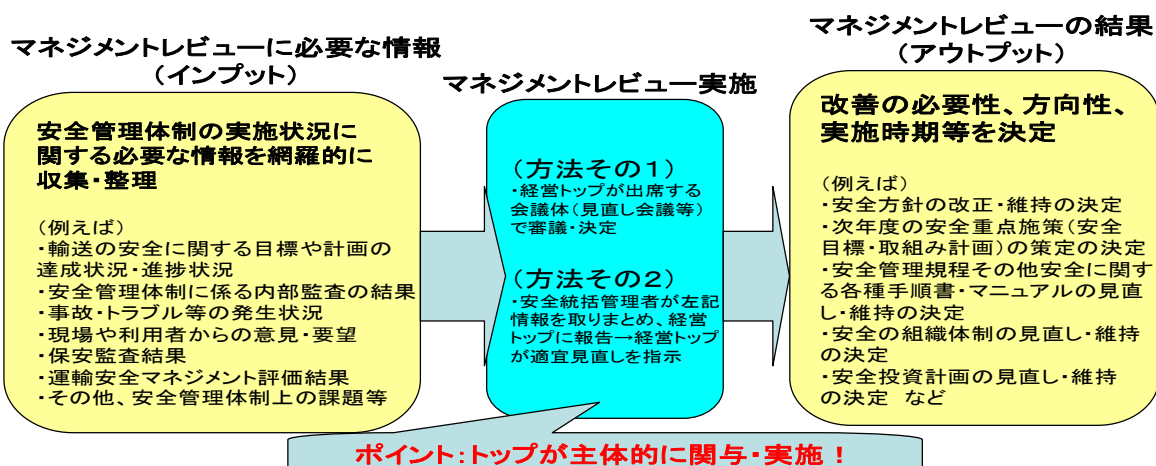 マネジメントレビューに必要な情報
（インプット）
安全管理体制の実施状況に
関する必要な情報を網羅的に
収集・整理
（例えば）
・輸送の安全に関する目標や計画の
達成状況・進捗状況
・安全管理体制に係る内部監査の結果
・事故・トラブル等の発生状況
・現場や利用者からの意見・要望
・保安監査結果
・運輸安全マネジメント評価結果
・その他、安全管理体制上の課題等
マネジメントレビュー実施
（方法その１）
・経営トップが出席する
会議体（見直し会議等）
で審議・決定
（方法その２）
・安全統括管理者が左記
情報を取りまとめ、経営
トップに報告→経営トップ
が適宜見直しを指示
マネジメントレビューの結果
（アウトプット）
改善の必要性、方向性、
実施時期等を決定
（例えば）
・安全方針の改正・維持の決定
・次年度の安全重点施策（安全
目標・取組み計画）の策定の決定
・安全管理規程その他安全に関す
る各種手順書・マニュアルの見直
し・維持の決定
・安全の組織体制の見直し・維持
の決定
・安全投資計画の見直し・維持
の決定 など
ポイント：トップが主体的に関与・実施！